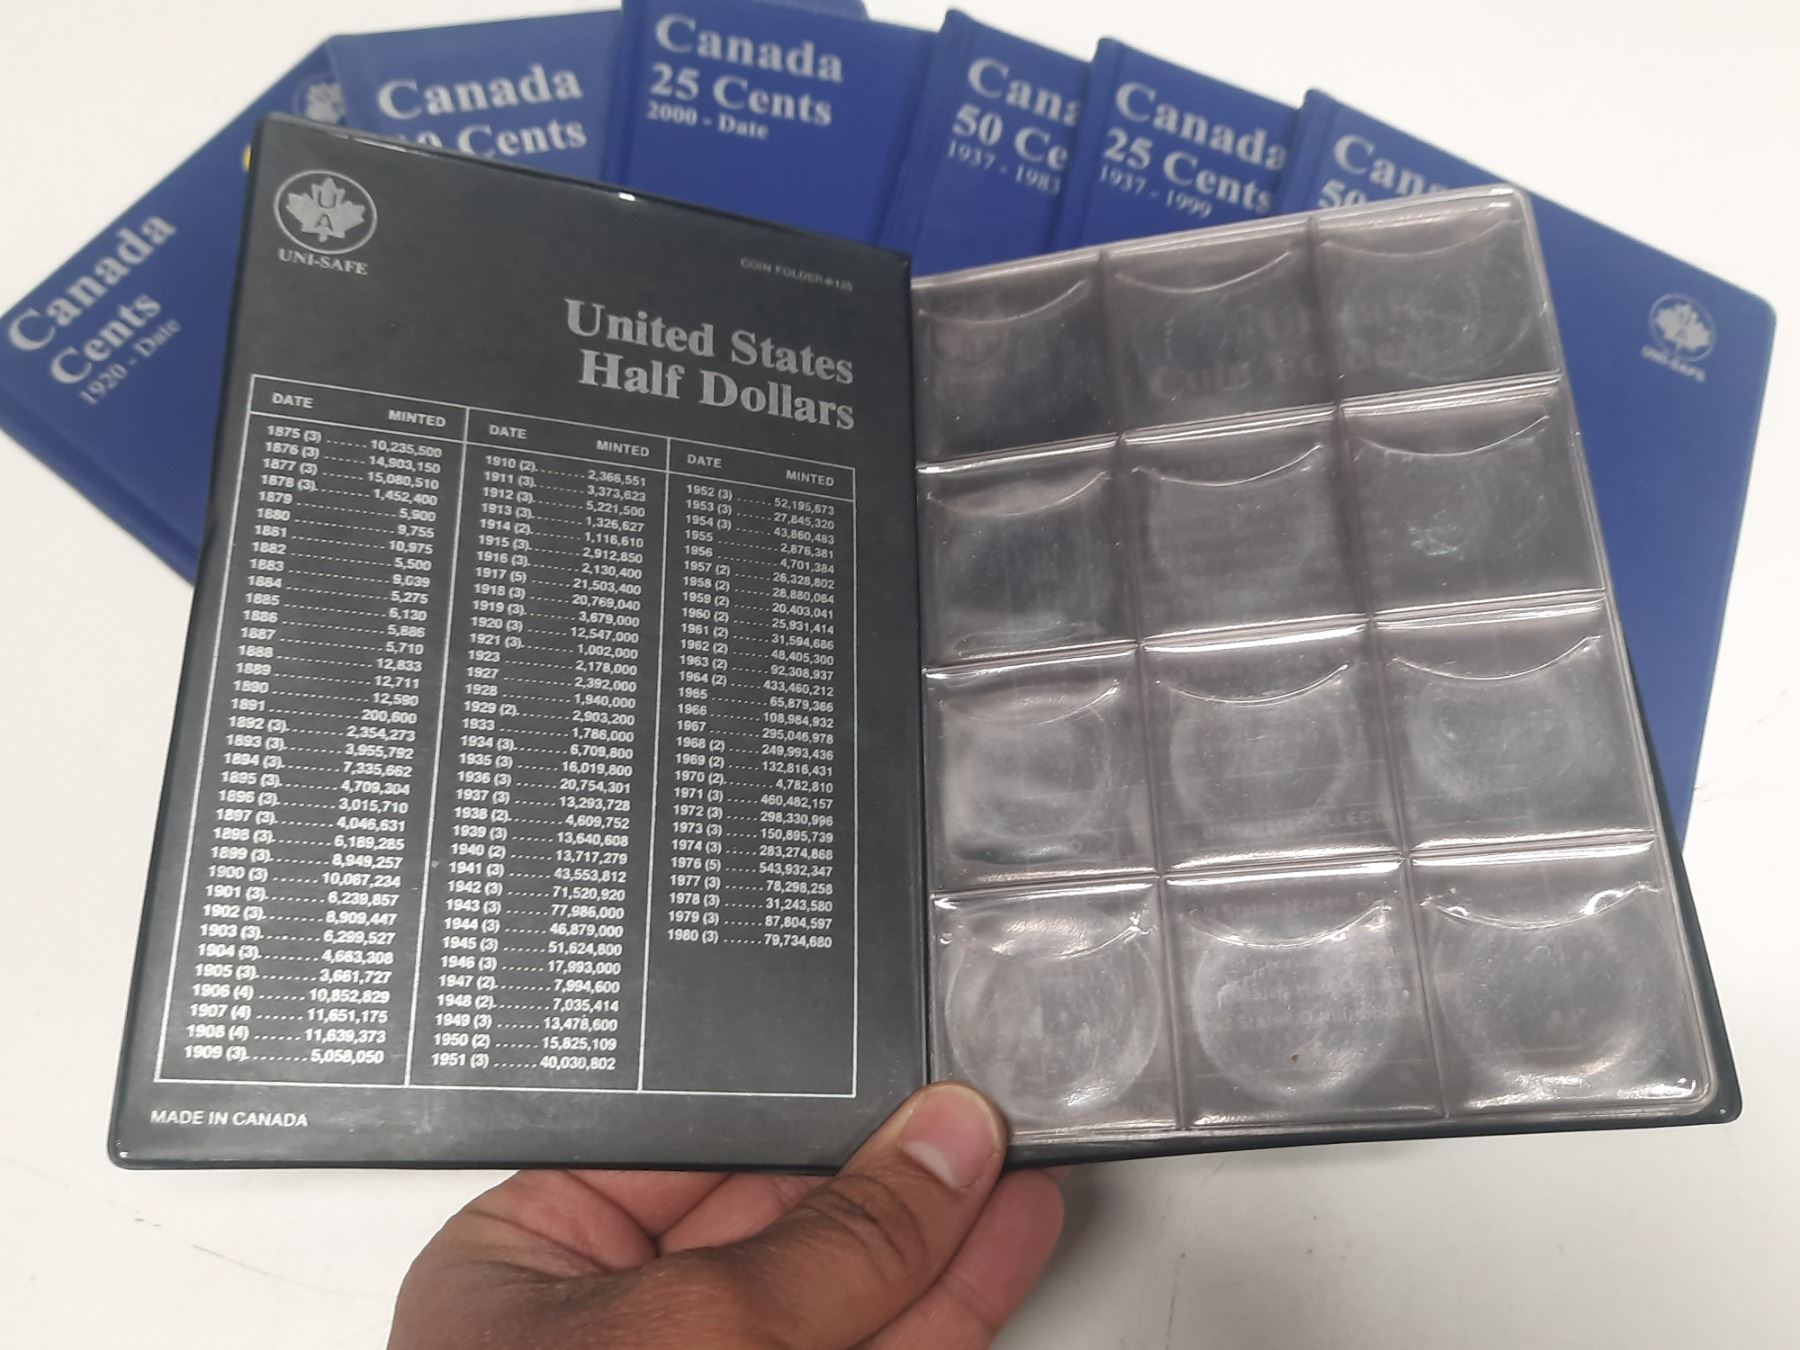 Canada
Cents
1920 - Date
Canada
Cents
Canada
25 Cents
2000 - Date
Cana
50 Ce
1937 - 1983
Canada
25 Cents
1937 - 1999
Cana
50
UNI-SAFE
U
A
UNI-SAFE
COIN FOLDER #125
United States
Half Dollars
DATE MINTED
1875 (3) ...... 10,235,500
1876 (3) ...... 14,903,150
1877 (3) ...... 15,080,510
1878 (3) ...... 1,452,400
1879 ...... 5,900
1880 ...... 9,755
1881 ...... 10,975
1882 ...... 5,500
1883 ...... 9,039
1884 ...... 5,275
1885 ...... 6,130
1886 ...... 5,886
1887 ...... 5,710
1888 ...... 12,833
1889 ...... 12,711
1890 ...... 12,590
1891 ...... 200,600
1892 (3) ...... 2,354,273
1893 (3) ...... 3,955,792
1894 (3) ...... 7,335,662
1895 (3) ...... 4,709,304
1896 (3) ...... 3,015,710
1897 (3) ...... 4,046,631
1898 (3) ...... 6,189,285
1899 (3) ...... 8,949,257
1900 (3) ...... 10,067,234
1901 (3) ...... 6,239,857
1902 (3) ...... 8,909,447
1903 (3) ...... 6,299,527
1904 (3) ...... 4,663,308
1905 (3) ...... 3,661,727
1906 (4) ...... 10,852,829
1907 (4) ...... 11,651,175
1908 (4) ...... 11,639,373
1909 (3) ...... 5,058,050
DATE MINTED
1910 (2) ...... 2,366,551
1911 (3) ...... 3,373,623
1912 (3) ...... 5,221,500
1913 (3) ...... 1,326,627
1914 (2) ...... 1,116,610
1915 (3) ...... 2,912,850
1916 (3) ...... 2,130,400
1917 (5) ...... 21,503,400
1918 (3) ...... 20,769,040
1919 (3) ...... 3,679,000
1920 (3) ...... 12,547,000
1921 (3) ...... 1,002,000
1923 ...... 2,178,000
1927 ...... 2,392,000
1928 ...... 1,940,000
1929 (2) ...... 2,903,200
1933 ...... 1,786,000
1934 (3) ...... 6,709,800
1935 (3) ...... 16,019,800
1936 (3) ...... 20,754,301
1937 (3) ...... 13,293,728
1938 (2) ...... 4,609,752
1939 (3) ...... 13,640,608
1940 (2) ...... 13,717,279
1941 (3) ...... 43,553,812
1942 (3) ...... 71,520,920
1943 (3) ...... 77,986,000
1944 (3) ...... 46,879,000
1945 (3) ...... 51,624,800
1946 (3) ...... 17,993,000
1947 (2) ...... 7,994,600
1948 (2) ...... 7,035,414
1949 (3) ...... 13,478,600
1950 (2) ...... 15,825,109
1951 (3) ...... 40,030,802
DATE MINTED
1952 (3) ...... 52,195,673
1953 (3) ...... 27,845,320
1954 (3) ...... 43,860,483
1955 ...... 2,876,381
1956 ...... 4,701,384
1957 (2) ...... 26,328,802
1958 (2) ...... 28,880,064
1959 (2) ...... 20,403,041
1960 (2) ...... 25,931,414
1961 (2) ...... 31,594,686
1962 (2) ...... 48,405,300
1963 (2) ...... 92,308,937
1964 (2) ...... 433,460,212
1965 ...... 65,879,366
1966 ...... 108,984,932
1967 ...... 295,046,978
1968 (2) ...... 249,993,436
1969 (2) ...... 132,816,431
1970 (2) ...... 4,782,810
1971 (3) ...... 460,482,157
1972 (3) ...... 298,330,996
1973 (3) ...... 150,895,739
1974 (3) ...... 283,274,868
1976 (5) ...... 543,932,347
1977 (3) ...... 78,298,258
1978 (3) ...... 31,243,580
1979 (3) ...... 87,804,597
1980 (3) ...... 79,734,680
MADE IN CANADA